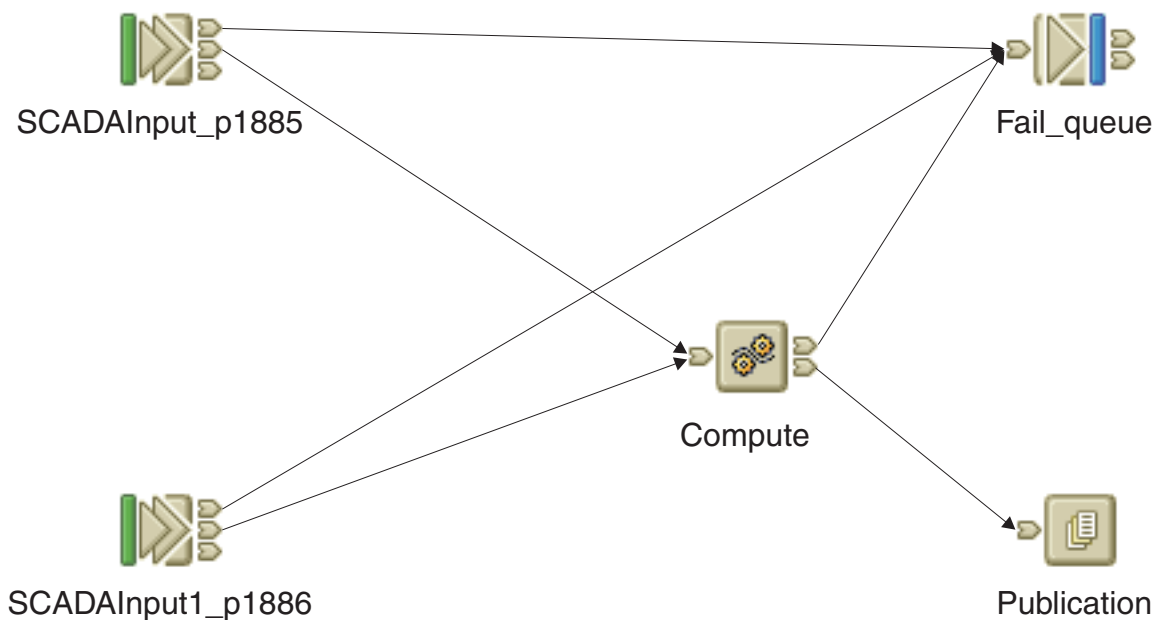 SCADAInput_p1885
Fail_queue
Compute
SCADAInput1_p1886
Publication